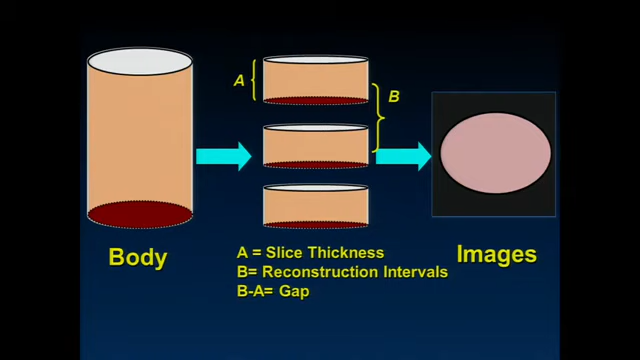 A
B
Body
A = Slice Thickness
B= Reconstruction Intervals
B-A= Gap
Images